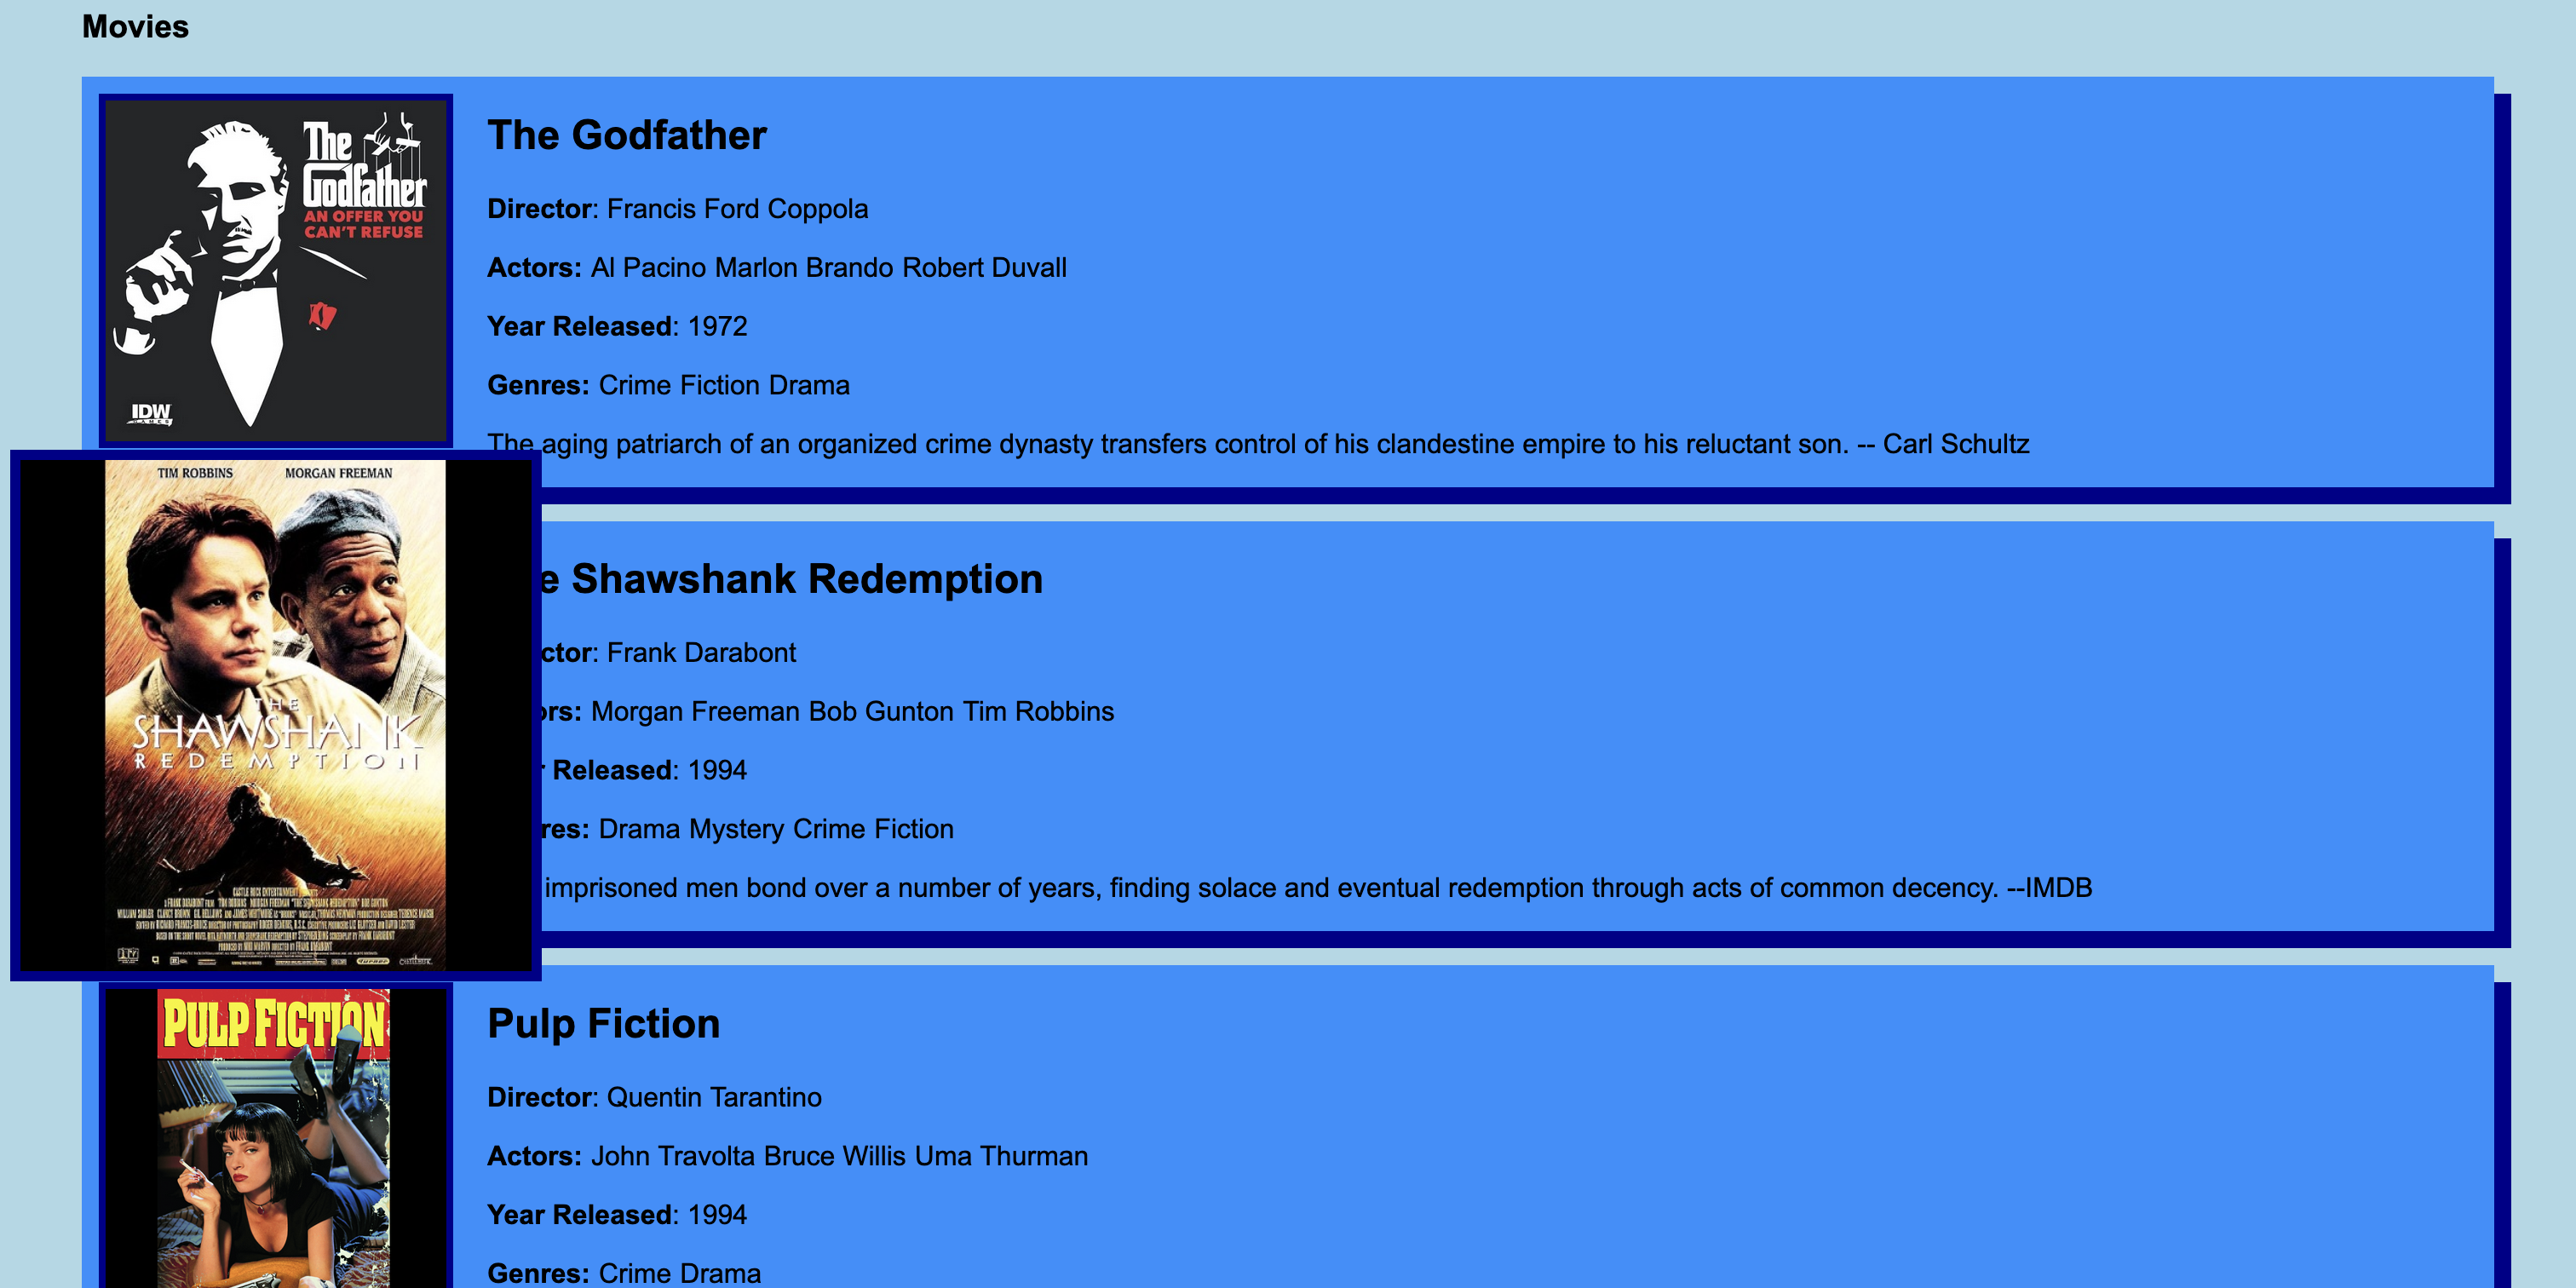 Movies
The
Godfather
AN OFFER YOU
CAN'T REFUSE
IDW
GAMES
The Godfather
Director: Francis Ford Coppola
Actors: Al Pacino Marlon Brando Robert Duvall
Year Released: 1972
Genres: Crime Fiction Drama
The aging patriarch of an organized crime dynasty transfers control of his clandestine empire to his reluctant son. -- Carl Schultz
TIM ROBBINS MORGAN FREEMAN
THE
SHAWSHANK
REDEMPTION
e Shawshank Redemption
ctor: Frank Darabont
ors: Morgan Freeman Bob Gunton Tim Robbins
r Released: 1994
res: Drama Mystery Crime Fiction
imprisoned men bond over a number of years, finding solace and eventual redemption through acts of common decency. --IMDB
PULP FICTION
Pulp Fiction
Director: Quentin Tarantino
Actors: John Travolta Bruce Willis Uma Thurman
Year Released: 1994
Genres: Crime Drama